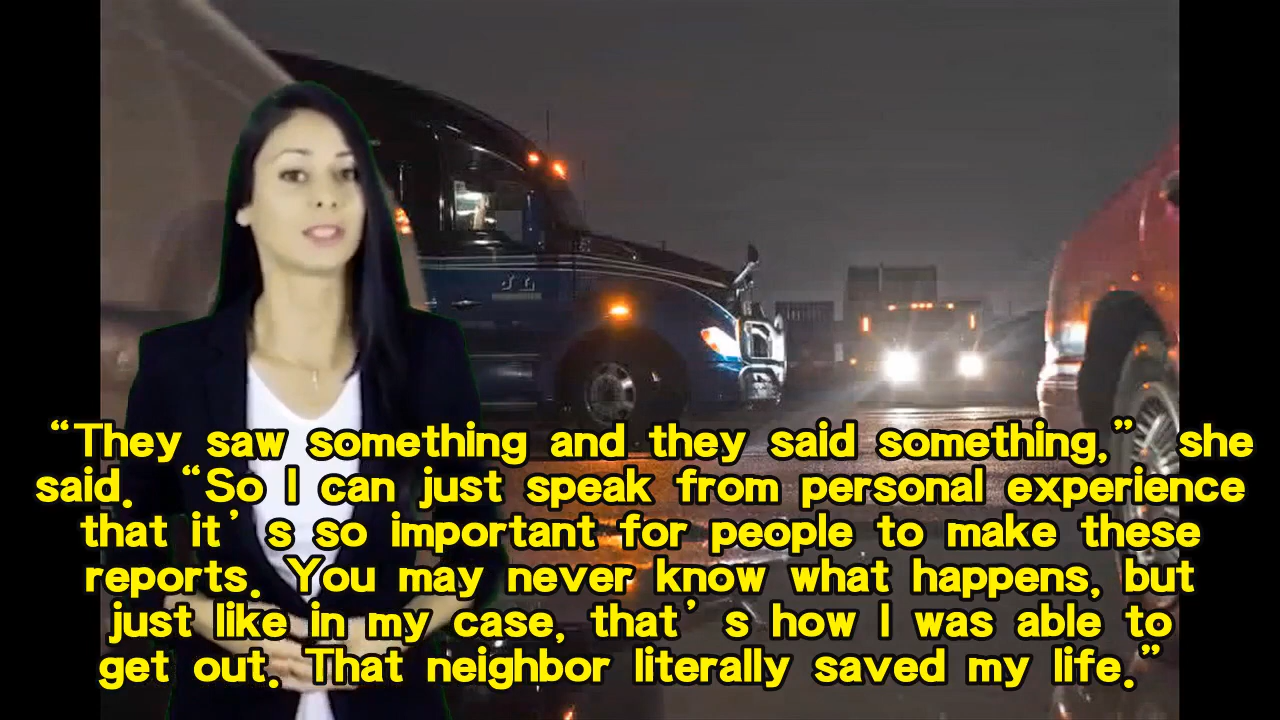 “They saw something and they said something,” she
said. “So I can just speak from personal experience
that it’s so important for people to make these
reports. You may never know what happens, but
just like in my case, that’s how I was able to
get out. That neighbor literally saved my life.”